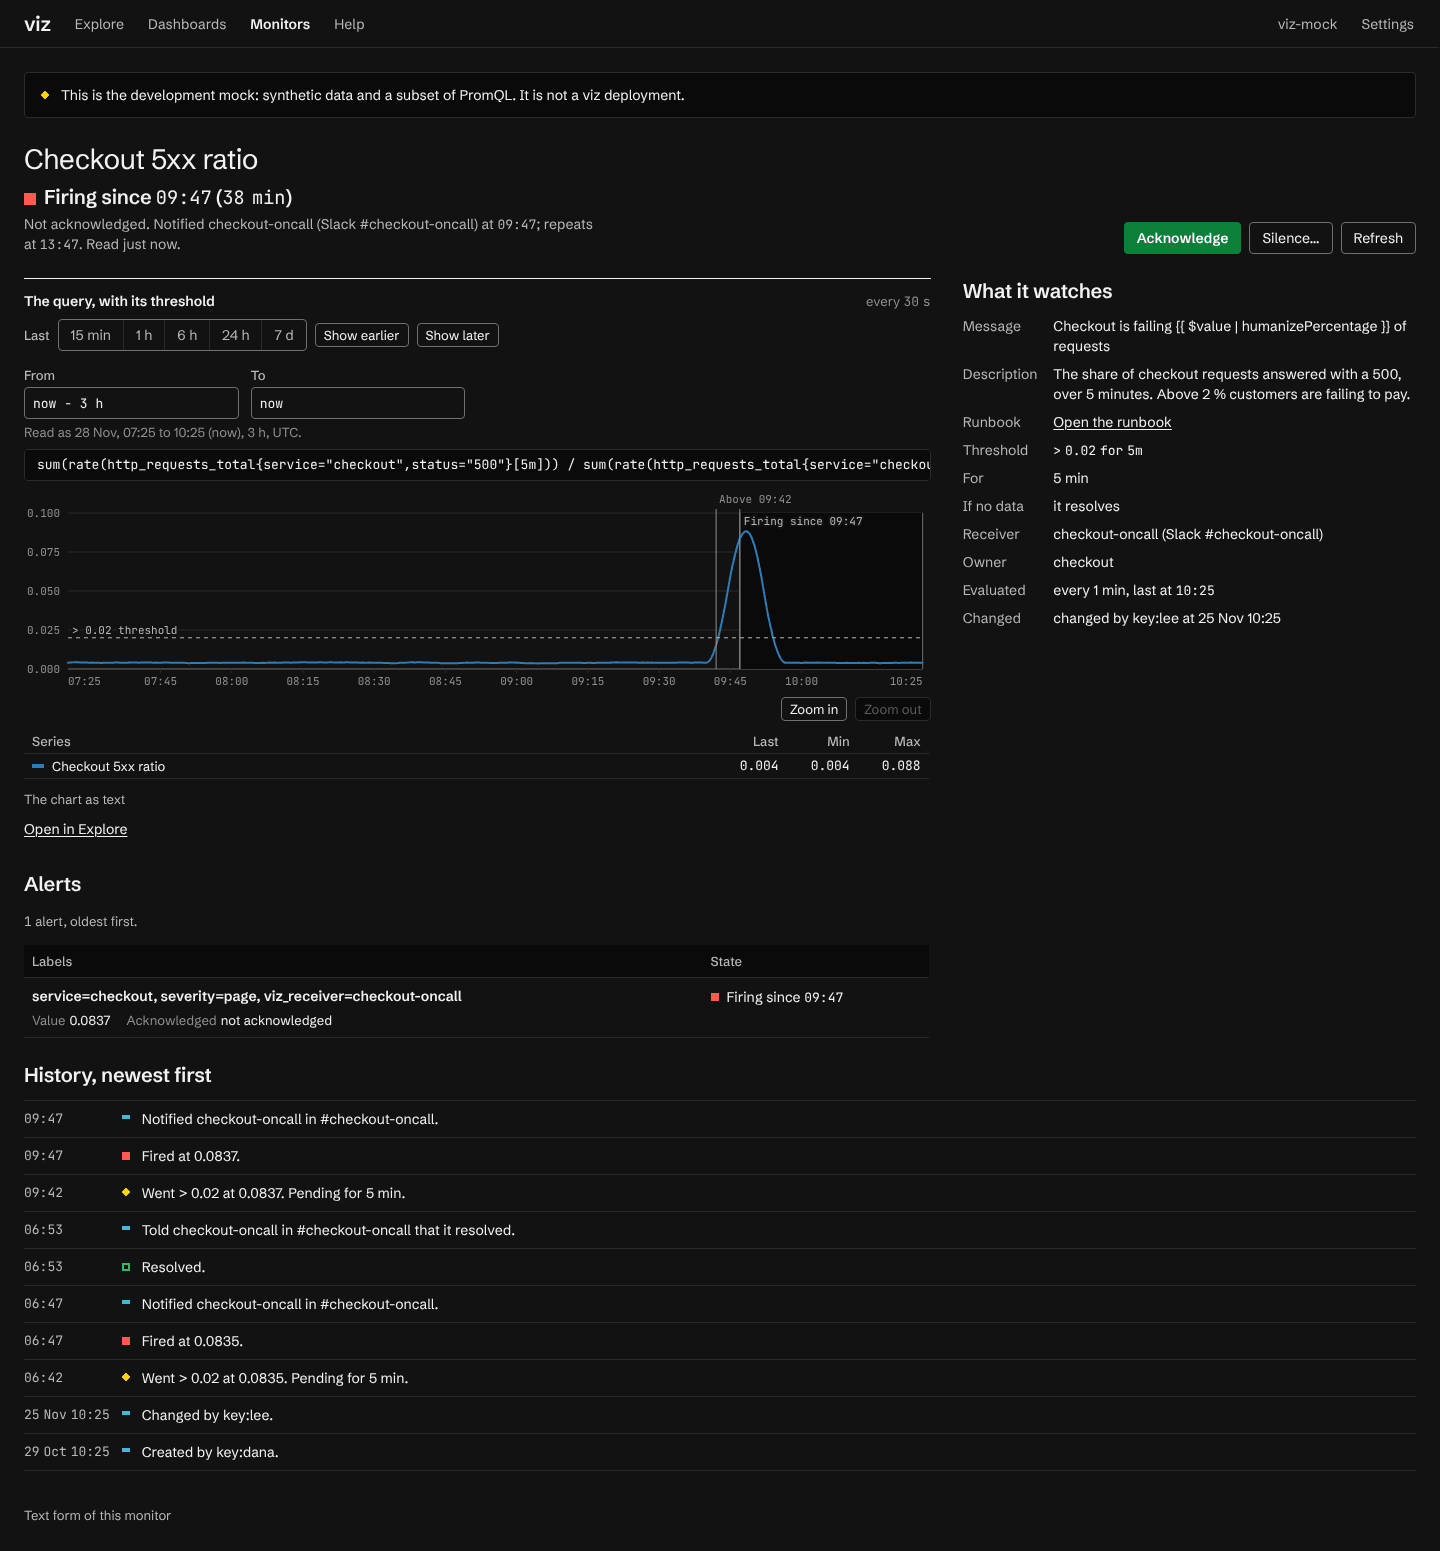 viz Explore Dashboards Monitors Help viz-mock Settings
This is the development mock: synthetic data and a subset of PromQL. It is not a viz deployment.
Checkout 5xx ratio
Firing since 09:47 (38 min)
Not acknowledged. Notified checkout-oncall (Slack #checkout-oncall) at 09:47; repeats
at 13:47. Read just now.
Acknowledge Silence... Refresh
The query, with its threshold every 30 s
Last 15 min 1 h 6 h 24 h 7 d Show earlier Show later
From To
now - 3 h now
Read as 28 Nov, 07:25 to 10:25 (now), 3 h, UTC.
sum(rate(http_requests_total{service="checkout",status="500"}[5m])) / sum(rate(http_requests_total{service="checkou
Above 09:42
Firing since 09:47
0.100
0.075
0.050
0.025
> 0.02 threshold
0.000
07:25 07:45 08:00 08:15 08:30 08:45 09:00 09:15 09:30 09:45 10:00 10:25
Zoom in Zoom out
Series Last Min Max
Checkout 5xx ratio 0.004 0.004 0.088
The chart as text
Open in Explore
What it watches
Message Checkout is failing {{ $value | humanizePercentage }} of
requests
Description The share of checkout requests answered with a 500,
over 5 minutes. Above 2 % customers are failing to pay.
Runbook Open the runbook
Threshold > 0.02 for 5m
For 5 min
If no data it resolves
Receiver checkout-oncall (Slack #checkout-oncall)
Owner checkout
Evaluated every 1 min, last at 10:25
Changed changed by key:lee at 25 Nov 10:25
Alerts
1 alert, oldest first.
Labels State
service=checkout, severity=page, viz_receiver=checkout-oncall Firing since 09:47
Value 0.0837 Acknowledged not acknowledged
History, newest first
09:47 Notified checkout-oncall in #checkout-oncall.
09:47 Fired at 0.0837.
09:42 Went > 0.02 at 0.0837. Pending for 5 min.
06:53 Told checkout-oncall in #checkout-oncall that it resolved.
06:53 Resolved.
06:47 Notified checkout-oncall in #checkout-oncall.
06:47 Fired at 0.0835.
06:42 Went > 0.02 at 0.0835. Pending for 5 min.
25 Nov 10:25 Changed by key:lee.
29 Oct 10:25 Created by key:dana.
Text form of this monitor